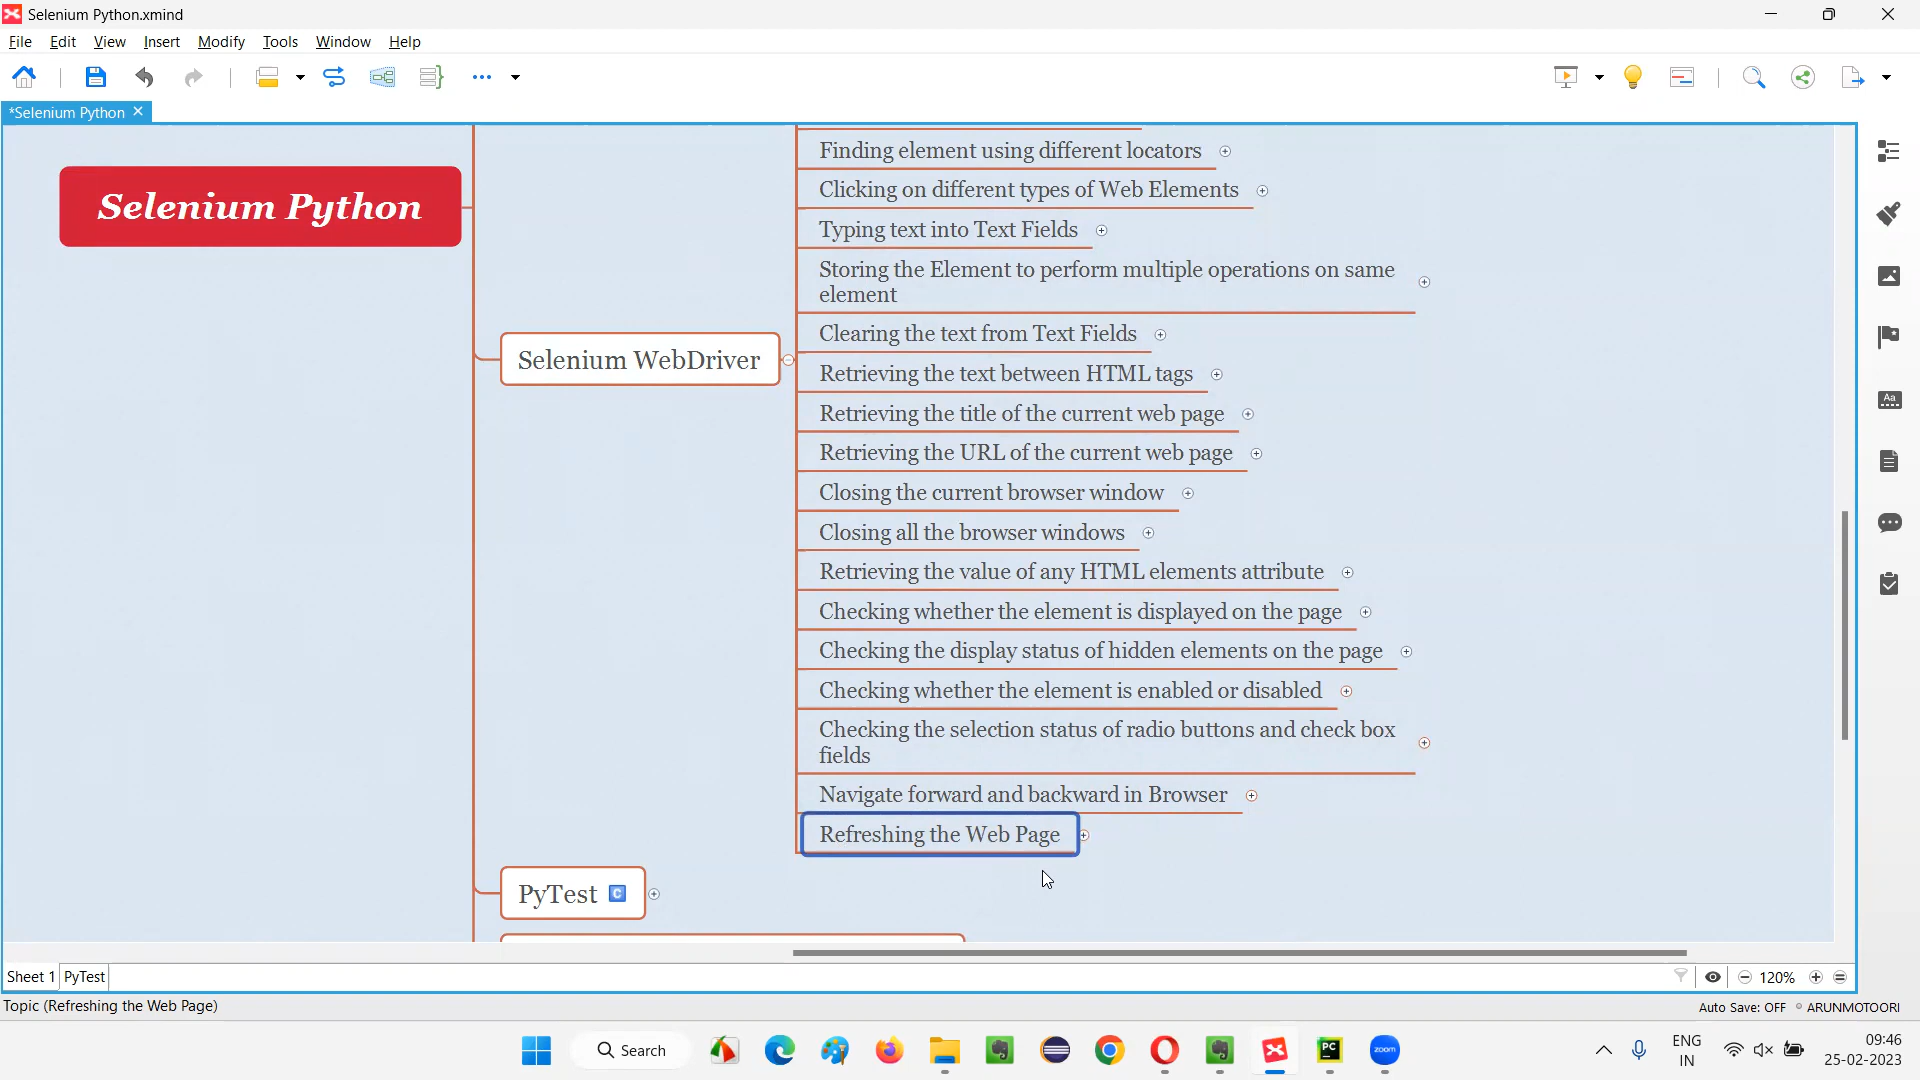 Selenium Python.xmind
File Edit View Insert Modify Tools Window Help
*Selenium Python
Selenium Python
Finding element using different locators
Clicking on different types of Web Elements
Typing text into Text Fields
Storing the Element to perform multiple operations on same
element
Clearing the text from Text Fields
Selenium WebDriver
Retrieving the text between HTML tags
Retrieving the title of the current web page
Retrieving the URL of the current web page
Closing the current browser window
Closing all the browser windows
Retrieving the value of any HTML elements attribute
Checking whether the element is displayed on the page
Checking the display status of hidden elements on the page
Checking whether the element is enabled or disabled
Checking the selection status of radio buttons and check box
fields
Navigate forward and backward in Browser
Refreshing the Web Page
PyTest C
Sheet 1 PyTest
120%
Topic (Refreshing the Web Page)
Auto Save: OFF ARUNMOTOORI
Search
PC
zoom
ENG
IN
09:46
25-02-2023
Aa